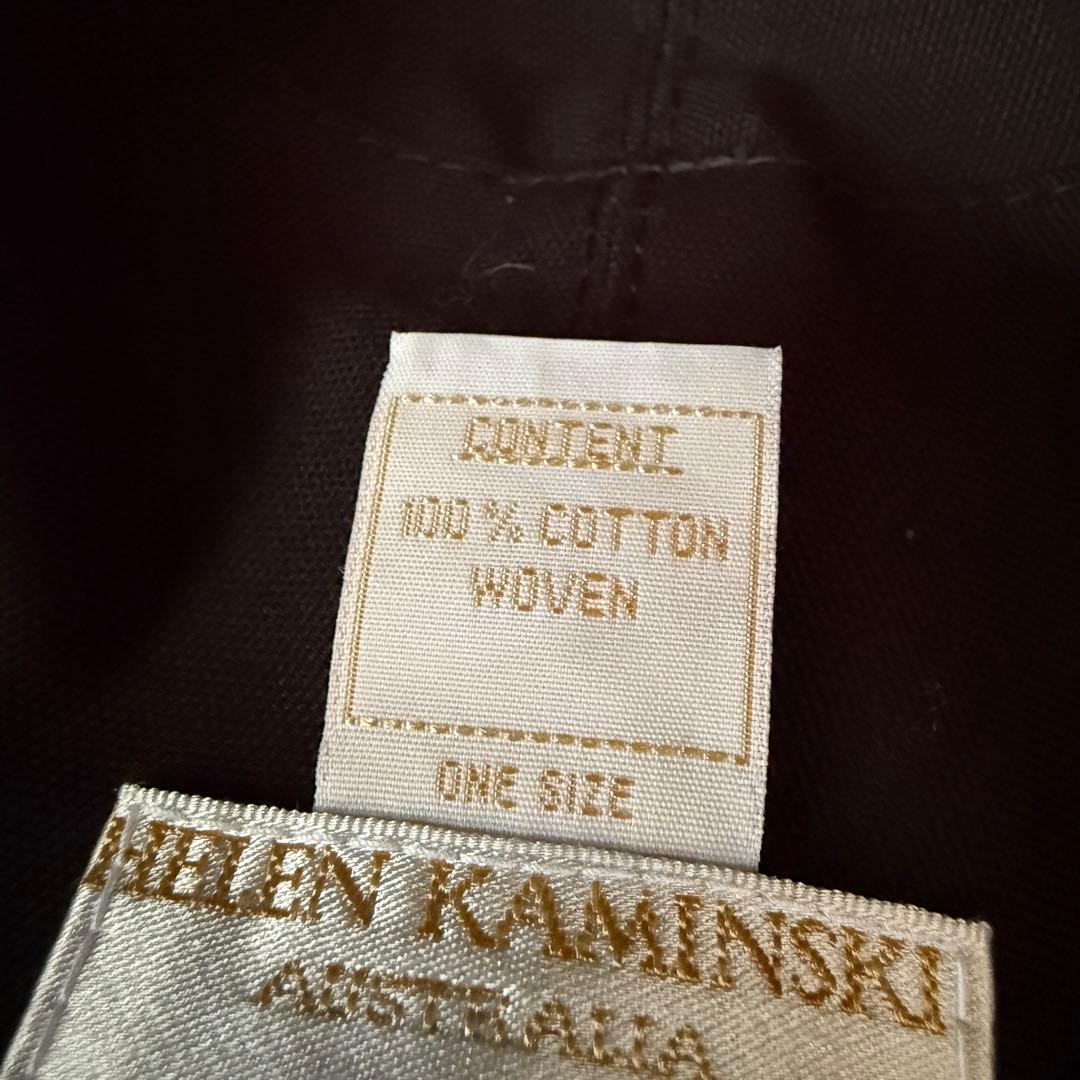 CONTENT
100 % COTTON
WOVEN
ONE SIZE
HELEN KAMINSKI
AUSTRALIA